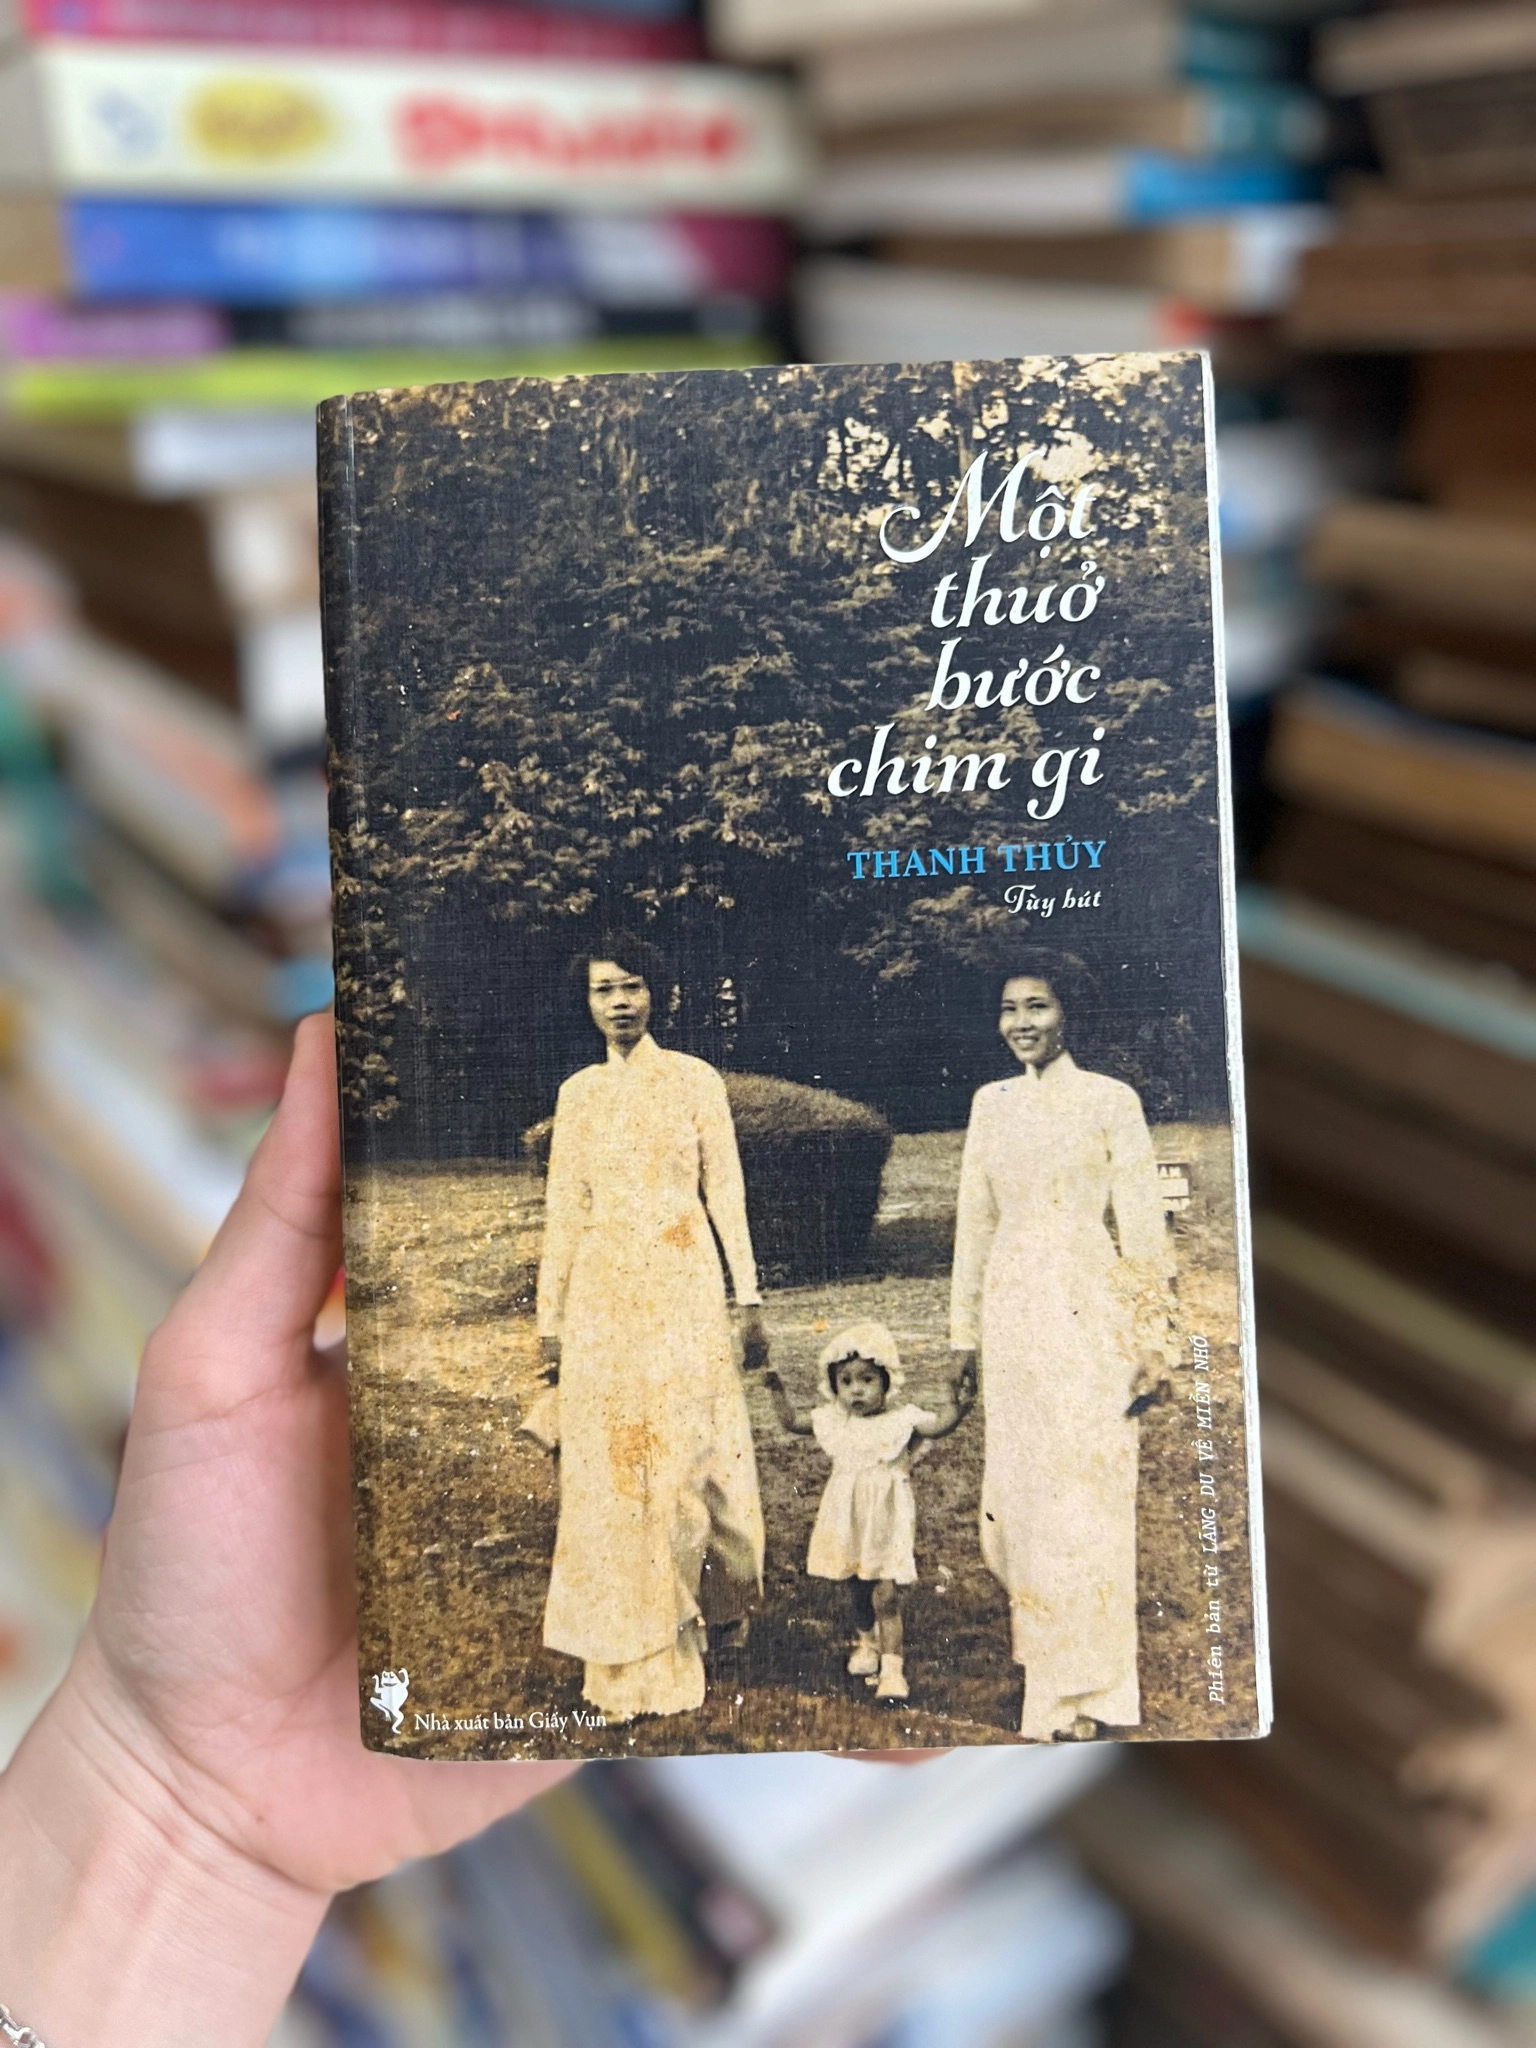 Một
thuở
bước
chim gi
THANH THỦY
Tùy bút
Phiên bản từ LÃNG DU VỀ MIỀN NHỚ
Nhà xuất bản Giấy Vụn